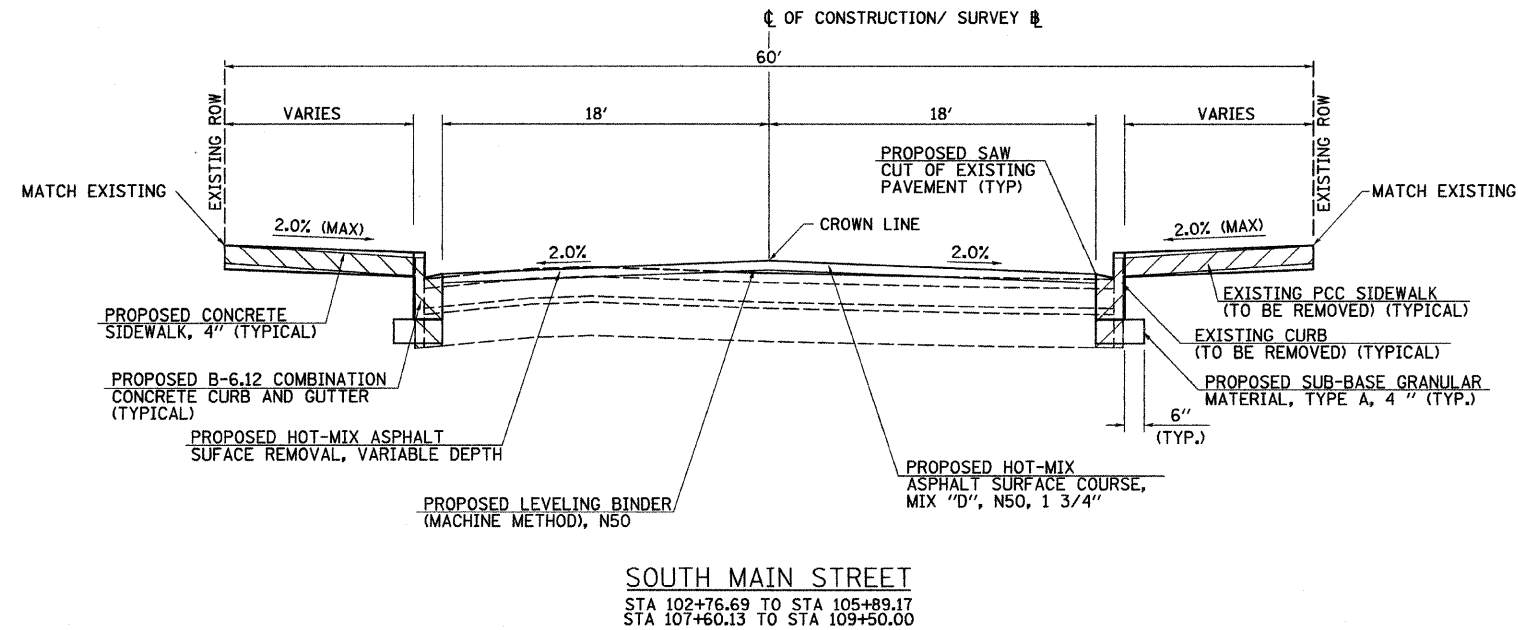 ℄ OF CONSTRUCTION/ SURVEY ⅊
60'
EXISTING ROW
VARIES
18'
18'
VARIES
EXISTING ROW
PROPOSED SAW
CUT OF EXISTING
PAVEMENT (TYP)
MATCH EXISTING
MATCH EXISTING
2.0% (MAX)
2.0%
CROWN LINE
2.0%
2.0% (MAX)
PROPOSED CONCRETE
SIDEWALK, 4" (TYPICAL)
EXISTING PCC SIDEWALK
(TO BE REMOVED) (TYPICAL)
EXISTING CURB
(TO BE REMOVED) (TYPICAL)
PROPOSED B-6.12 COMBINATION
CONCRETE CURB AND GUTTER
(TYPICAL)
PROPOSED SUB-BASE GRANULAR
MATERIAL, TYPE A, 4 " (TYP.)
6"
(TYP.)
PROPOSED HOT-MIX ASPHALT
SUFACE REMOVAL, VARIABLE DEPTH
PROPOSED LEVELING BINDER
(MACHINE METHOD), N50
PROPOSED HOT-MIX
ASPHALT SURFACE COURSE,
MIX "D", N50, 1 3/4"
SOUTH MAIN STREET
STA 102+76.69 TO STA 105+89.17
STA 107+60.13 TO STA 109+50.00